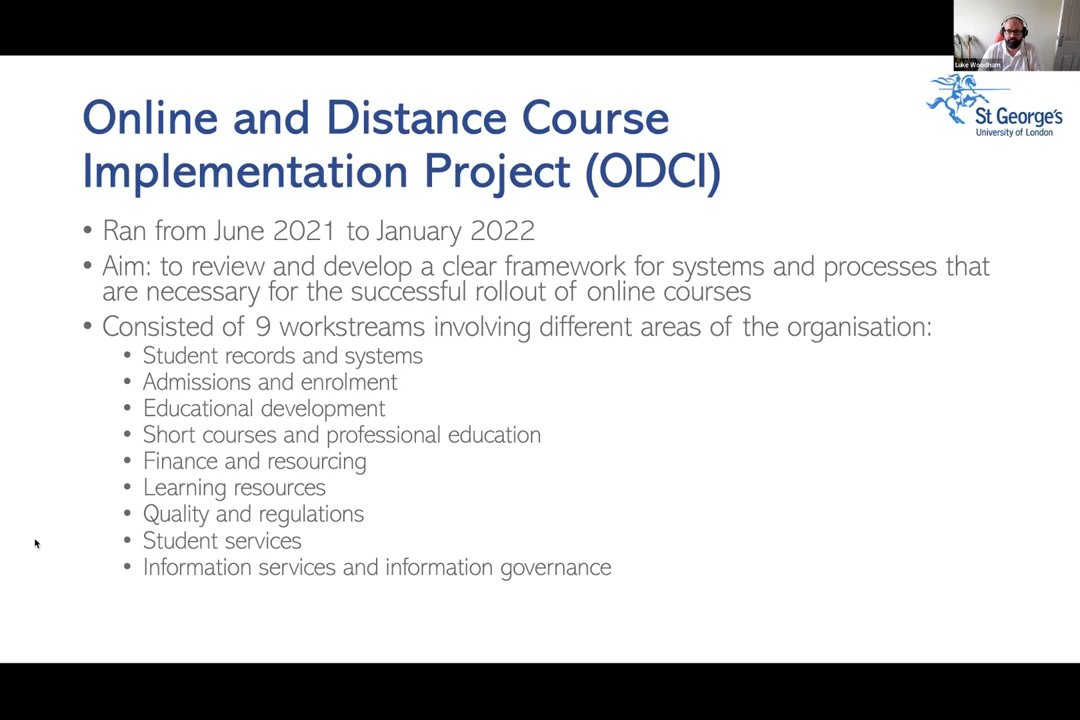 Luke Woodham
St George's
University of London
Online and Distance Course
Implementation Project (ODCI)
• Ran from June 2021 to January 2022
• Aim: to review and develop a clear framework for systems and processes that
are necessary for the successful rollout of online courses
• Consisted of 9 workstreams involving different areas of the organisation:
• Student records and systems
• Admissions and enrolment
• Educational development
• Short courses and professional education
• Finance and resourcing
• Learning resources
• Quality and regulations
• Student services
• Information services and information governance